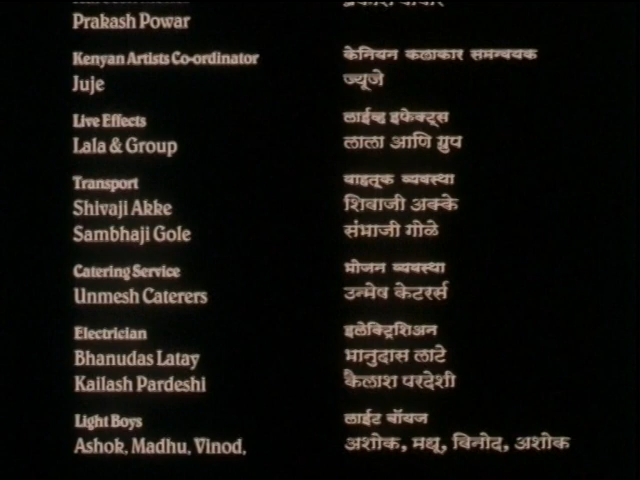 Prakash Powar
Kenyan Artists Co-ordinator
केनियन कलाकार समन्वयक
Juje
ज्यूजे
Live Effects
लाईव्ह इफेक्ट्स
Lala & Group
लाला आणि ग्रुप
Transport
वाहतूक व्यवस्था
Shivaji Akke
शिवाजी अक्के
Sambhaji Gole
संभाजी गोळे
Catering Service
भोजन व्यवस्था
Unmesh Caterers
उन्मेष केटरर्स
Electrician
इलेक्ट्रिशिअन
Bhanudas Latay
भानुदास लाटे
Kailash Pardeshi
कैलाश परदेशी
Light Boys
लाईट बॉयज
Ashok, Madhu, Vinod,
अशोक, मधू, विनोद, अशोक